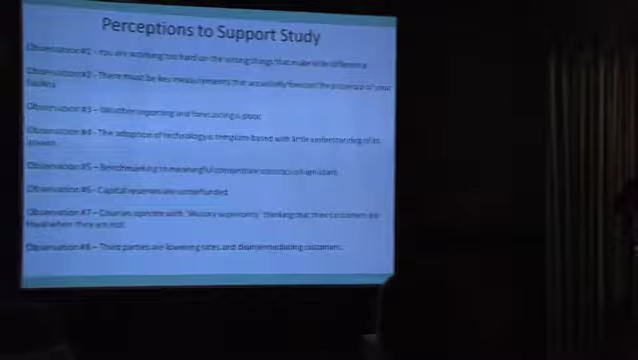 Perceptions to Support Study
Observation #1 – You are working too hard on the wrong things that make little difference
Observation #2 – There must be key measurements that accurately forecast the potential of your
Observation #3 – Weather reporting and forecasting is poor.
Observation #4 – The adoption of technology is template based with little understanding of its
Observation #5 – Benchmarking to meaningful competitive statistics is
Observation #6 – Capital reserves are underfunded.
Observation #7 – Courses operate with "illusory superiority" thinking that their customers are
loyal when they are not.
Observation #8 – Third parties are lowering rates and disintermediating customers.